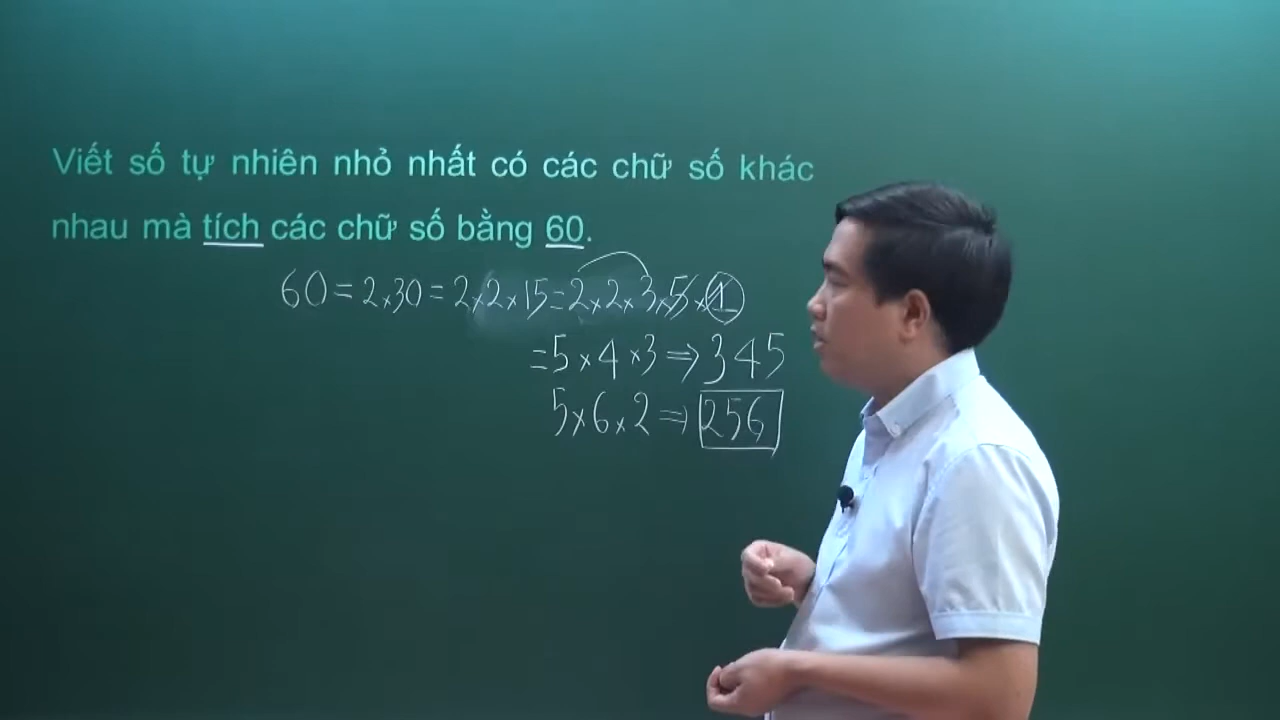 Viết số tự nhiên nhỏ nhất có các chữ số khác
nhau mà tích các chữ số bằng 60.
60 = 2 x 30 = 2 x 2 x 15 = 2 x 2 x 3 x 5 x 1
= 5 x 4 x 3 => 345
5 x 6 x 2 => 256